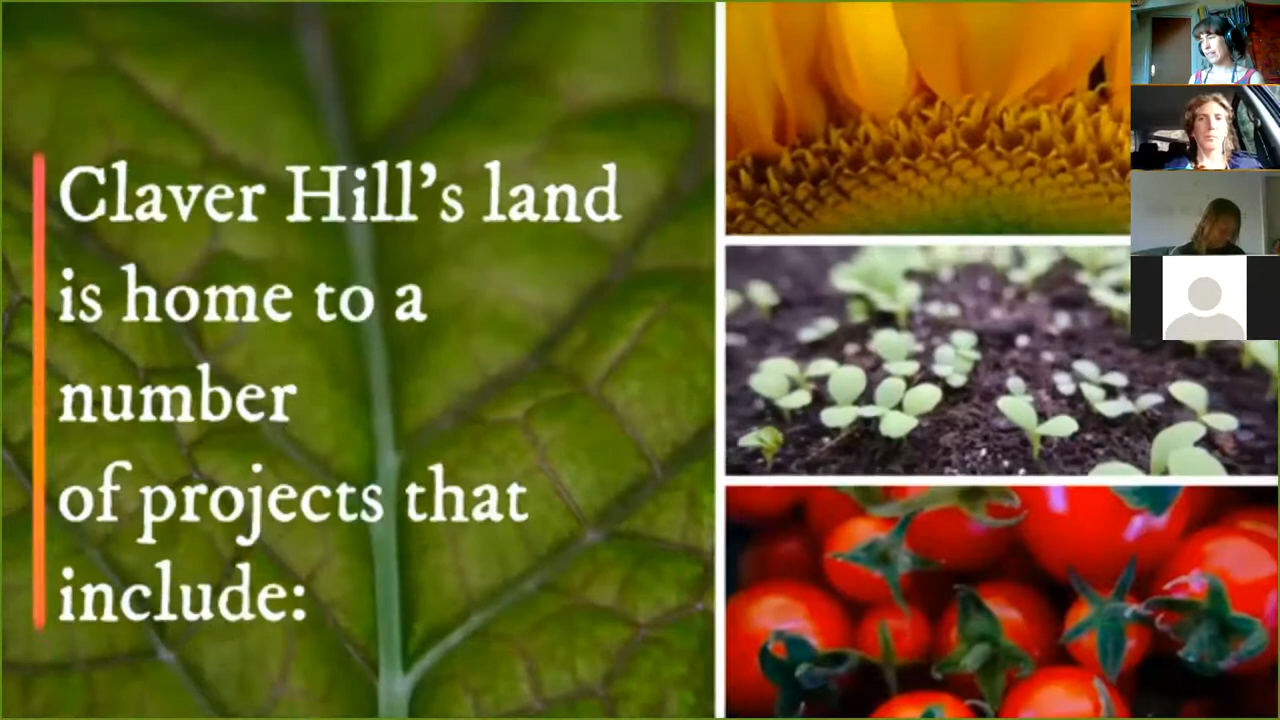 Claver Hill’s land
is home to a
number
of projects that
include: